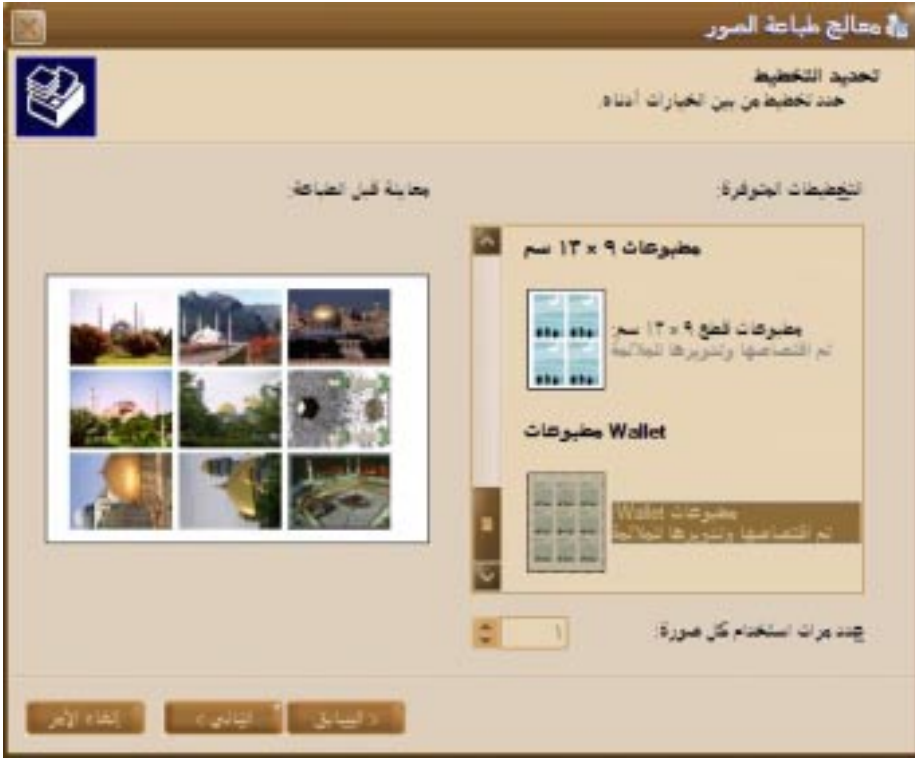 معالج طباعة الصور
تحديد التخطيط
حدد تخطيط من بين الخيارات أدناه.
التخطيطات المتوفرة:
معاينة قبل الطباعة:
مطبوعات ٩ × ١٣ سم
مطبوعات قطع ٩ × ١٣ سم:
تم اقتصاصها وتدويرها لملائمة
مطبوعات Wallet
مطبوعات Wallet:
تم اقتصاصها وتدويرها لملائمة
عدد مرات استخدام كل صورة:
١
< السابق
التالي >
إلغاء الأمر